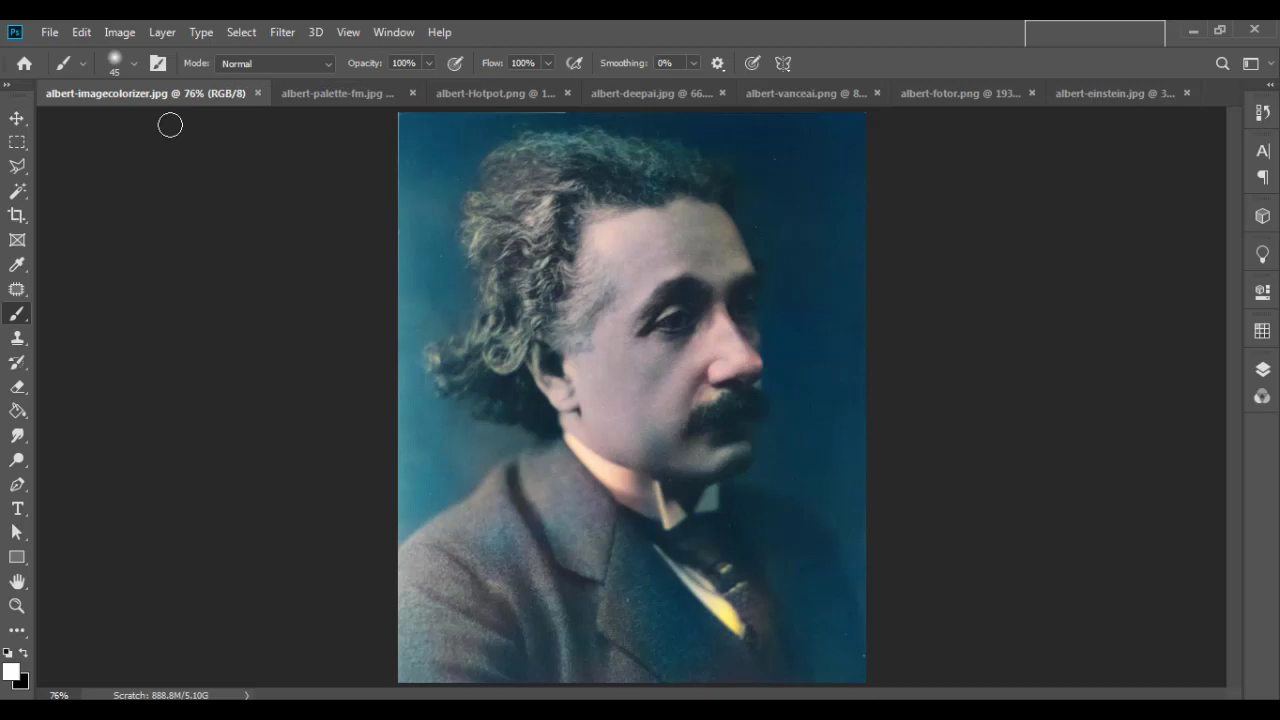 Ps File Edit Image Layer Type Select Filter 3D View Window Help
45 Mode: Normal Opacity: 100% Flow: 100% Smoothing: 0%
albert-imagecolorizer.jpg @ 76% (RGB/8) albert-palette-fm.jpg ... albert-Hotpot.png @ 1... albert-deepai.jpg @ 66.... albert-vanceai.png @ 8... albert-fotor.png @ 193... albert-einstein.jpg @ 3...
76% Scratch: 888.8M/5.10G